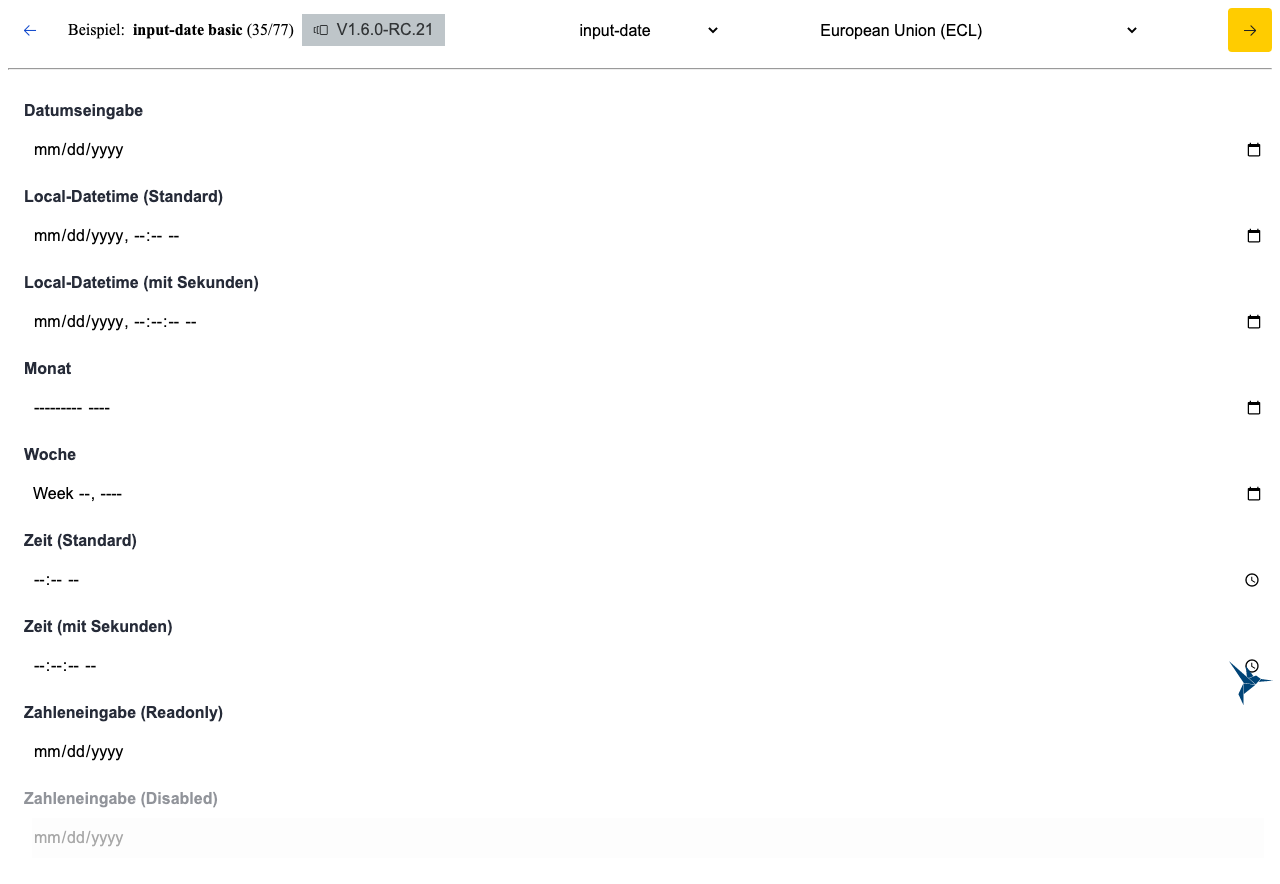 Beispiel: input-date basic (35/77) V1.6.0-RC.21 input-date European Union (ECL)
Datumseingabe
mm/dd/yyyy
Local-Datetime (Standard)
mm/dd/yyyy, --:-- --
Local-Datetime (mit Sekunden)
mm/dd/yyyy, --:--:-- --
Monat
--------- ----
Woche
Week --, ----
Zeit (Standard)
--:-- --
Zeit (mit Sekunden)
--:--:-- --
Zahleneingabe (Readonly)
mm/dd/yyyy
Zahleneingabe (Disabled)
mm/dd/yyyy